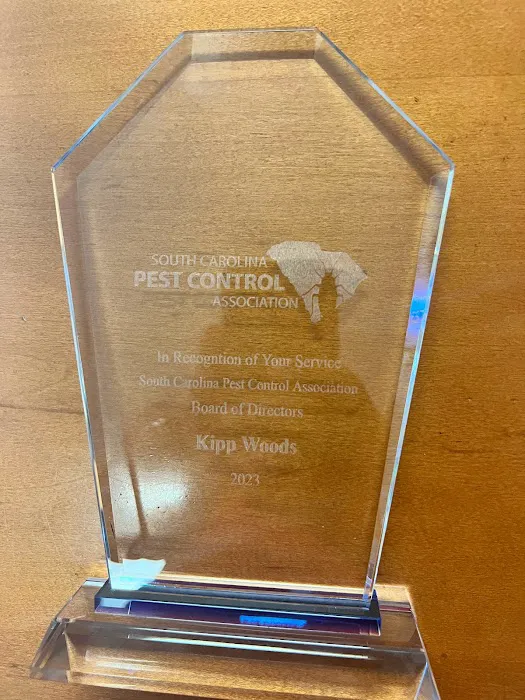 SOUTH CAROLINA
PEST CONTROL
ASSOCIATION
In Recogntion of Your Service
South Carolina Pest Control Association
Board of Directors
Kipp Woods
2023